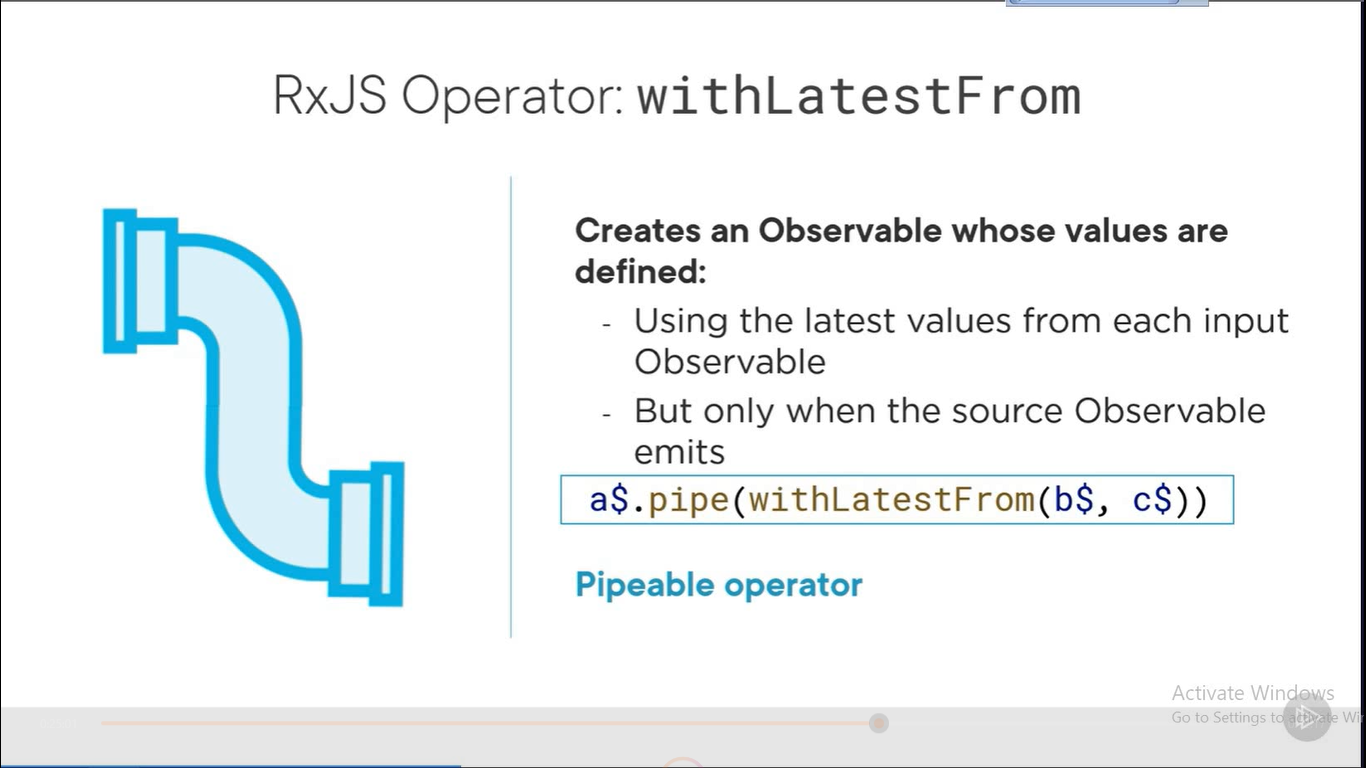 RxJS Operator: withLatestFrom
Creates an Observable whose values are
defined:
- Using the latest values from each input
Observable
- But only when the source Observable
emits
a$.pipe(withLatestFrom(b$, c$))
Pipeable operator
Activate Windows
Go to Settings to activate